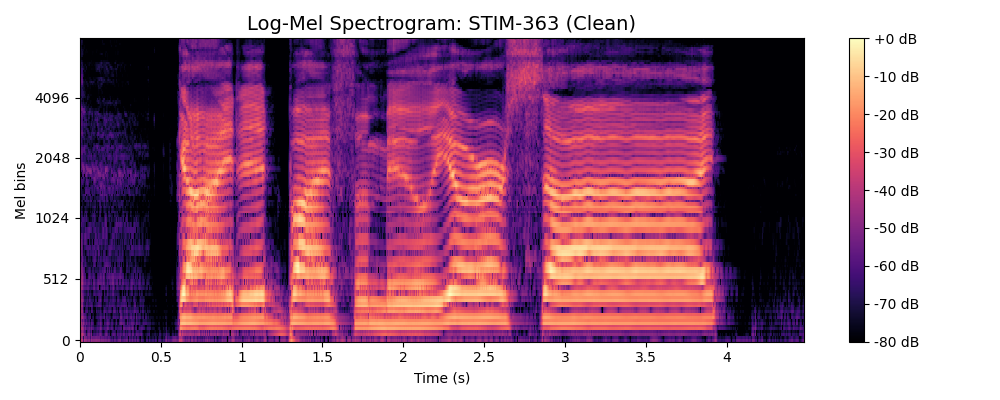 Log-Mel Spectrogram: STIM-363 (Clean)
Mel bins
4096
2048
1024
512
0
0
0.5
1
1.5
2
2.5
3
3.5
4
Time (s)
+0 dB
-10 dB
-20 dB
-30 dB
-40 dB
-50 dB
-60 dB
-70 dB
-80 dB